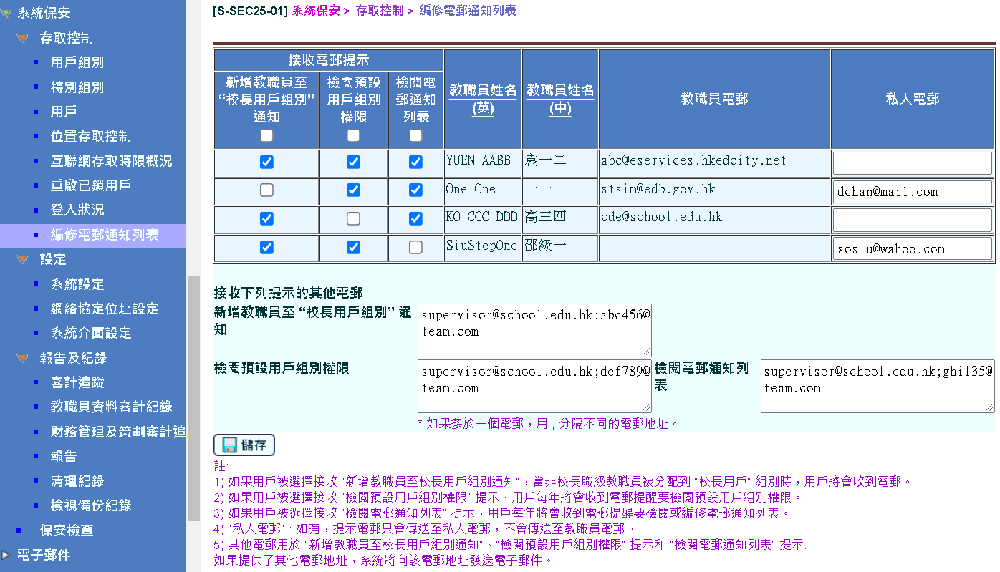 系統保安
存取控制
用戶組別
特別組別
用戶
位置存取控制
互聯網存取時限概況
重啟已鎖用戶
登入狀況
編修電郵通知列表
設定
系統設定
網絡協定位址設定
系統介面設定
報告及紀錄
審計追蹤
教職員資料審計紀錄
財務管理及策劃審計追
報告
清理紀錄
檢視備份紀錄
保安檢查
電子郵件
[S-SEC25-01] 系統保安 > 存取控制 > 編修電郵通知列表
接收電郵提示
新增教職員至
“校長用戶組別”
通知
檢閱預設
用戶組別
權限
檢閱電
郵通知
列表
教職員姓名
(英)
教職員姓名
(中)
教職員電郵
私人電郵
YUEN AABB 袁一二 abc@eservices.hkedcity.net
One One 一一 stsim@edb.gov.hk dchan@mail.com
KO CCC DDD 高三四 cde@school.edu.hk
SiuStepOne 邵級一 sosiu@wahoo.com
接收下列提示的其他電郵
新增教職員至 “校長用戶組別” 通
知
supervisor@school.edu.hk;abc456@
team.com
檢閱預設用戶組別權限
supervisor@school.edu.hk;def789@
team.com
檢閱電郵通知列
表
supervisor@school.edu.hk;ghi135@
team.com
* 如果多於一個電郵，用 ; 分隔不同的電郵地址。
儲存
註:
1) 如果用戶被選擇接收 "新增教職員至校長用戶組別通知"，當非校長職級教職員被分配到 "校長用戶" 組別時，用戶將會收到電郵。
2) 如果用戶被選擇接收 "檢閱預設用戶組別權限" 提示，用戶每年將會收到電郵提醒要檢閱預設用戶組別權限。
3) 如果用戶被選擇接收 "檢閱電郵通知列表" 提示，用戶每年將會收到電郵提醒要檢閱或編修電郵通知列表。
4) "私人電郵" : 如有，提示電郵只會傳送至私人電郵，不會傳送至教職員電郵。
5) 其他電郵用於 "新增教職員至校長用戶組別通知"、"檢閱預設用戶組別權限" 提示和 "檢閱電郵通知列表" 提示:
如果提供了其他電郵地址，系統將向該電郵地址發送電子郵件。